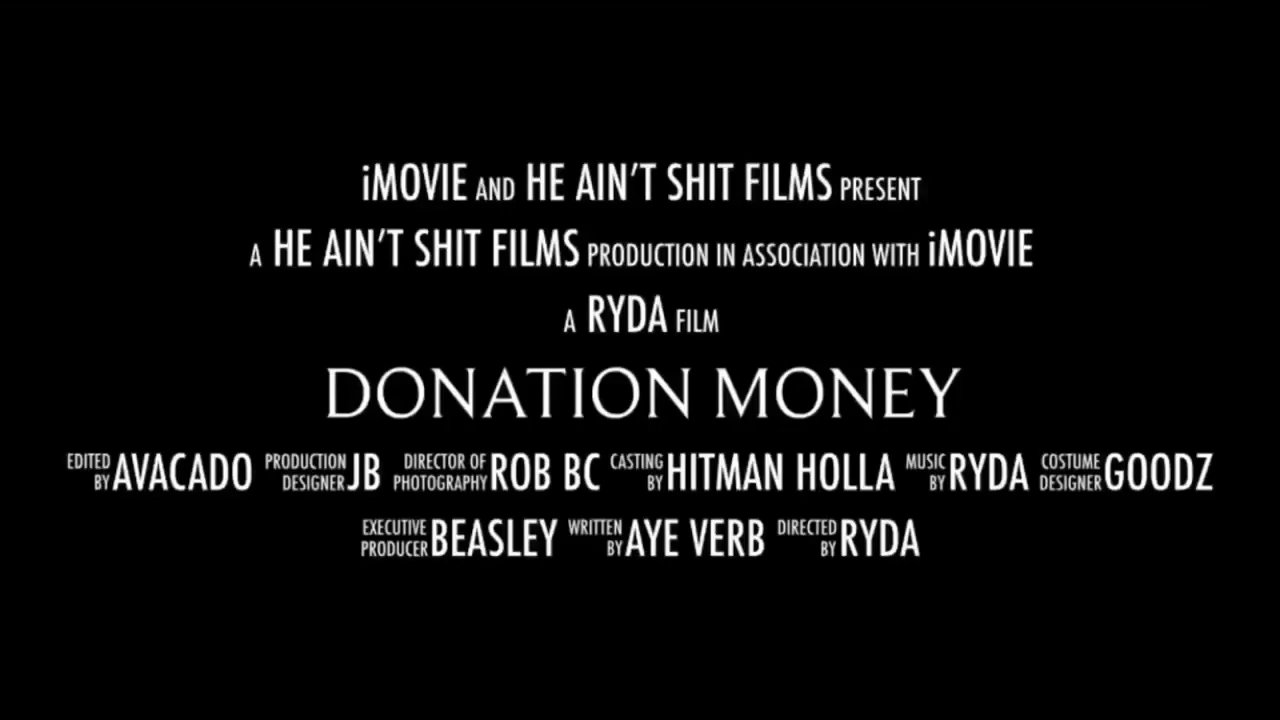 iMOVIE AND HE AIN'T SHIT FILMS PRESENT
A HE AIN'T SHIT FILMS PRODUCTION IN ASSOCIATION WITH iMOVIE
A RYDA FILM
DONATION MONEY
EDITED BY AVACADO PRODUCTION DESIGNER JB DIRECTOR OF PHOTOGRAPHY ROB BC CASTING BY HITMAN HOLLA MUSIC BY RYDA COSTUME DESIGNER GOODZ
EXECUTIVE PRODUCER BEASLEY WRITTEN BY AYE VERB DIRECTED BY RYDA